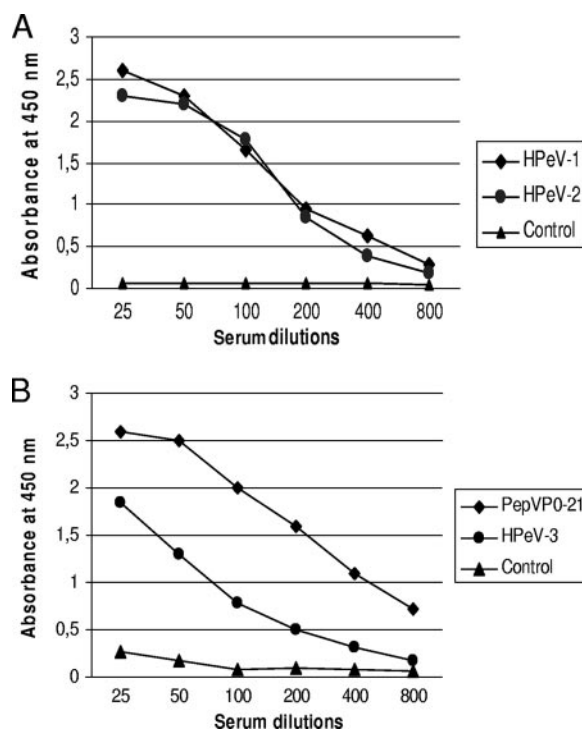 A
Absorbance at 450 nm
3
2,5
2
1,5
1
0,5
0
25 50 100 200 400 800
Serum dilutions
HPeV-1
HPeV-2
Control
B
Absorbance at 450 nm
3
2,5
2
1,5
1
0,5
0
25 50 100 200 400 800
Serum dilutions
PepVP0-21
HPeV-3
Control